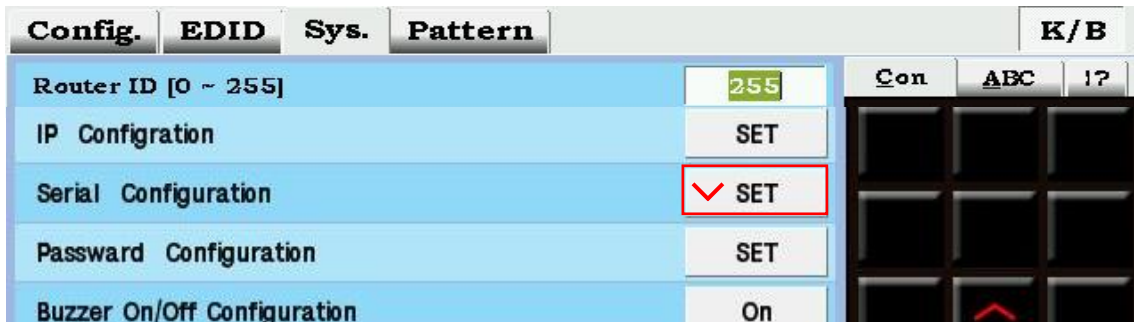 Config. EDID Sys. Pattern K/B
Router ID [0 ~ 255] 255 Con ABC !?
IP Configration SET
Serial Configuration SET
Passward Configuration SET
Buzzer On/Off Configuration On